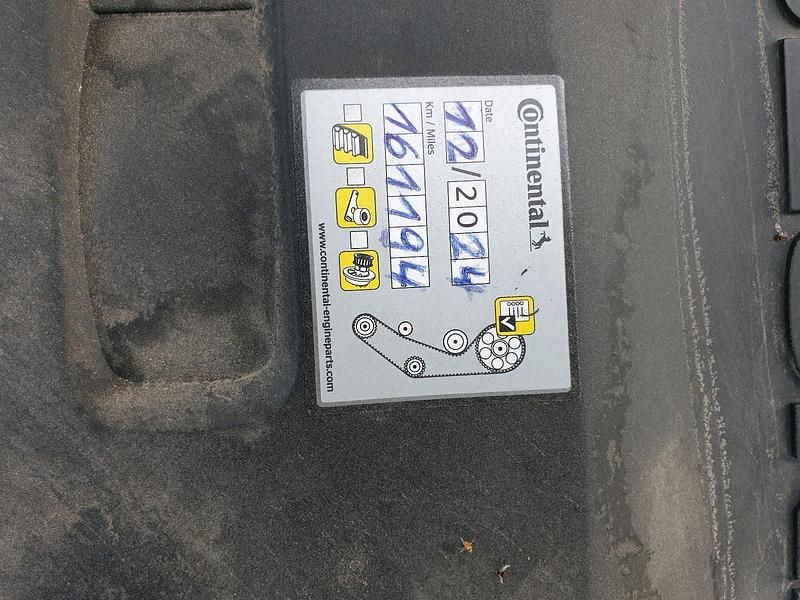 Continental
Date
12/2024
Km / Miles
161194
www.continental-engineparts.com